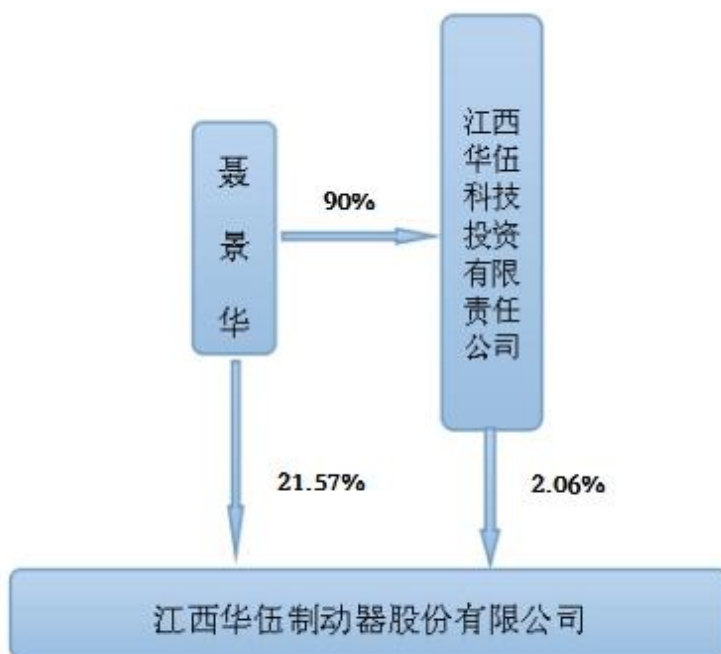 聂
景
华
90%
江西
华伍
科技
投资
有限
责任
公司
21.57%
2.06%
江西华伍制动器股份有限公司